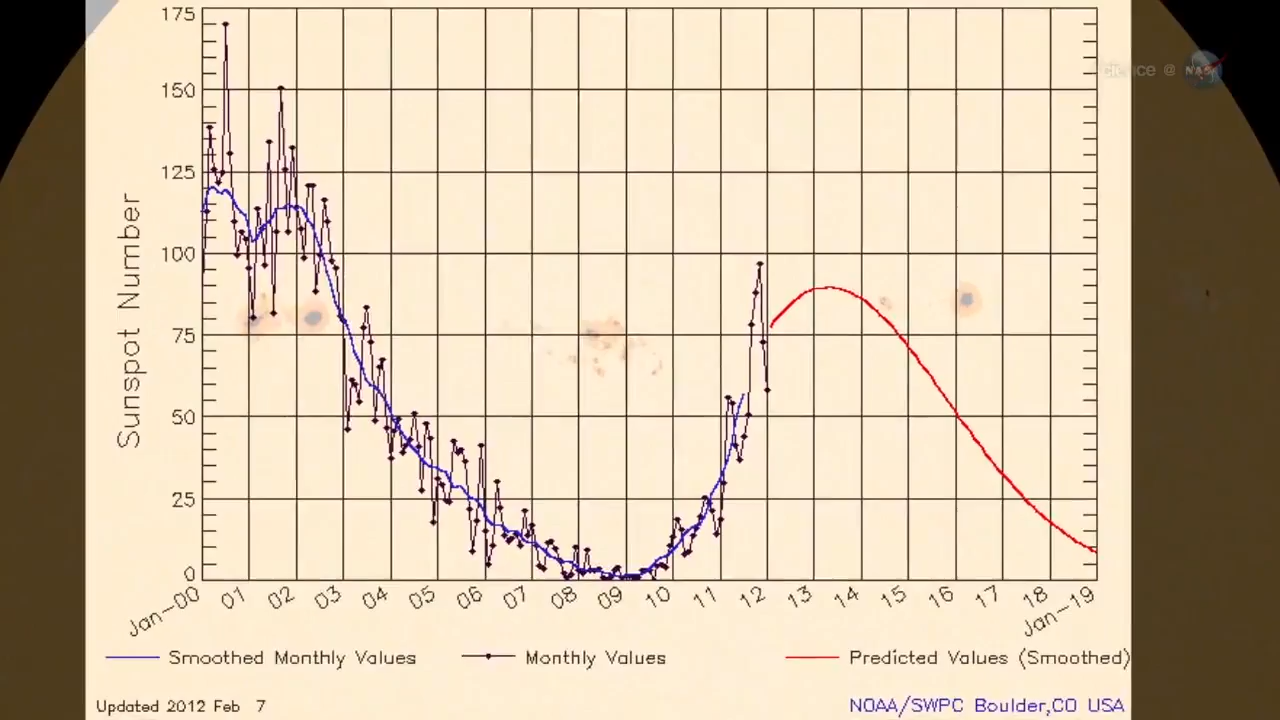 175
150
125
100
75
50
25
0
Sunspot Number
Jan-00 01 02 03 04 05 06 07 08 09 10 11 12 13 14 15 16 17 18 Jan-19
Smoothed Monthly Values Monthly Values Predicted Values (Smoothed)
Updated 2012 Feb 7 NOAA/SWPC Boulder,CO USA
@ NASA